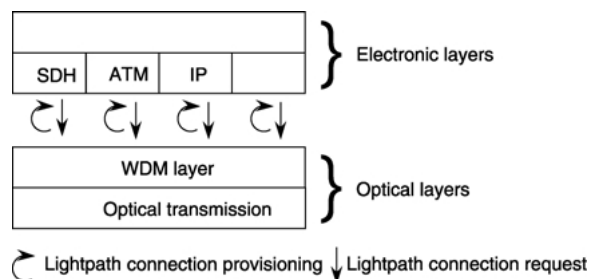 Electronic layers
SDH ATM IP
WDM layer
Optical layers
Optical transmission
Lightpath connection provisioning Lightpath connection request